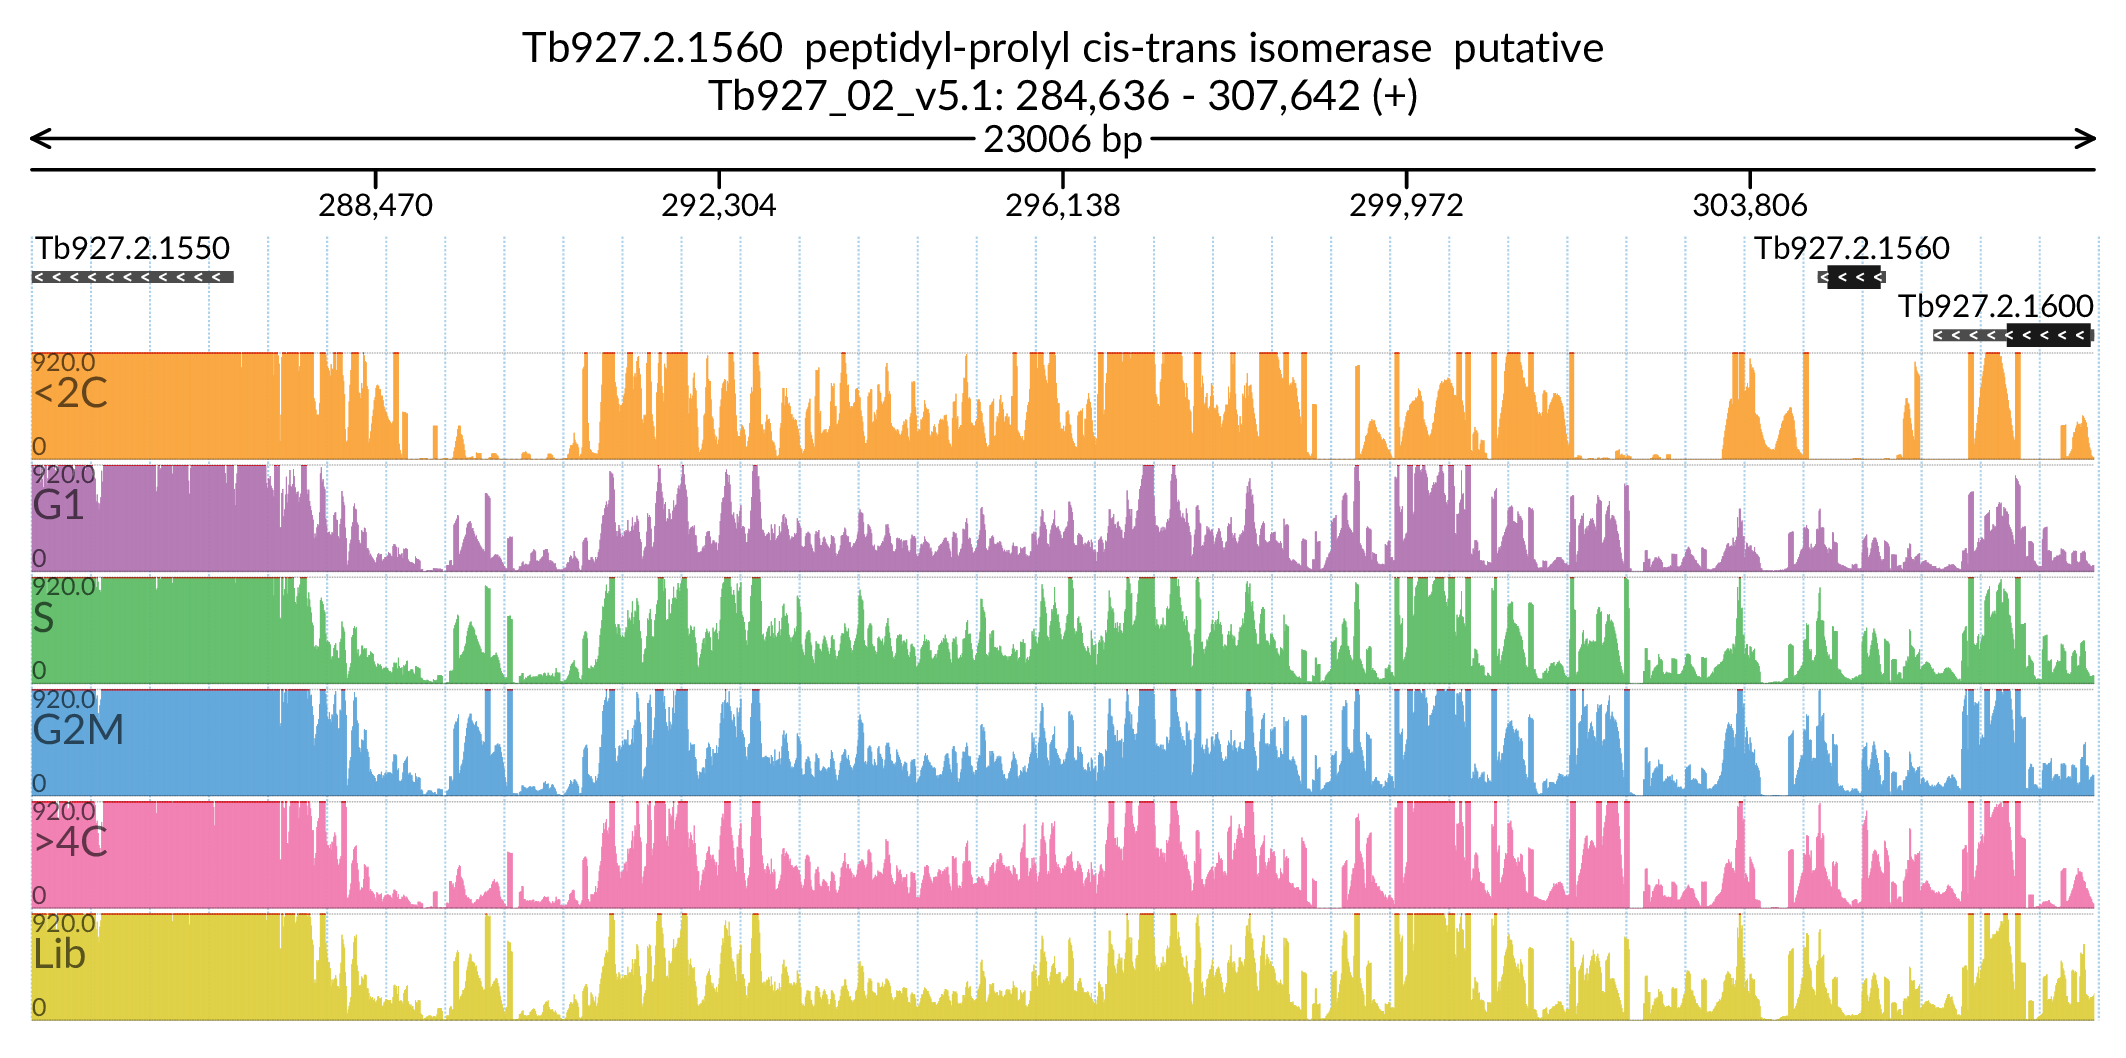 Tb927.2.1560 peptidyl-prolyl cis-trans isomerase putative
Tb927_02_v5.1: 284,636 - 307,642 (+)
23006 bp
288,470 292,304 296,138 299,972 303,806
Tb927.2.1550 Tb927.2.1560
Tb927.2.1600
920.0
<2C
0
920.0
G1
0
920.0
S
0
920.0
G2M
0
920.0
>4C
0
920.0
Lib
0